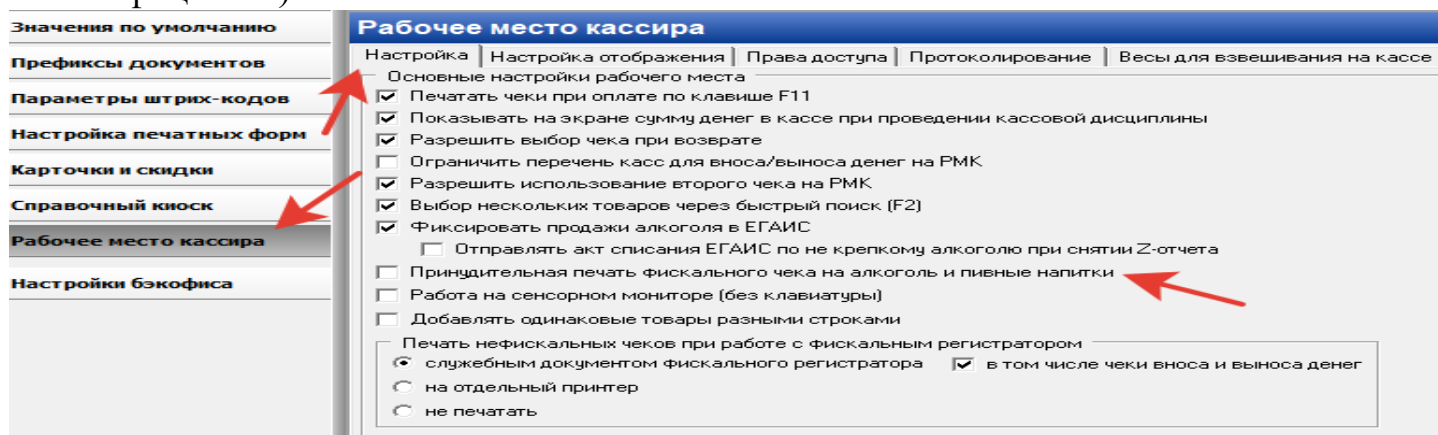 Значения по умолчанию
Префиксы документов
Параметры штрих-кодов
Настройка печатных форм
Карточки и скидки
Справочный киоск
Рабочее место кассира
Настройки бэкофиса
Рабочее место кассира
Настройка Настройка отображения Права доступа Протоколирование Весы для взвешивания на кассе
Основные настройки рабочего места
Печатать чеки при оплате по клавише F11
Показывать на экране сумму денег в кассе при проведении кассовой дисциплины
Разрешить выбор чека при возврате
Ограничить перечень касс для вноса/выноса денег на РМК
Разрешить использование второго чека на РМК
Выбор нескольких товаров через быстрый поиск (F2)
Фиксировать продажи алкоголя в ЕГАИС
Отправлять акт списания ЕГАИС по не крепкому алкоголю при снятии Z-отчета
Принудительная печать фискального чека на алкоголь и пивные напитки
Работа на сенсорном мониторе (без клавиатуры)
Добавлять одинаковые товары разными строками
Печать нефискальных чеков при работе с фискальным регистратором
служебным документом фискального регистратора в том числе чеки вноса и выноса денег
на отдельный принтер
не печатать